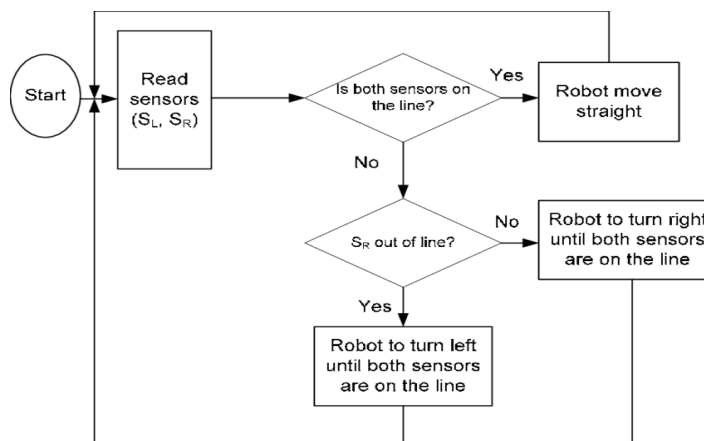 Start
Read
sensors
(SL, SR)
Is both sensors on
the line?
Yes
Robot move
straight
No
SR out of line?
No
Robot to turn right
until both sensors
are on the line
Yes
Robot to turn left
until both sensors
are on the line